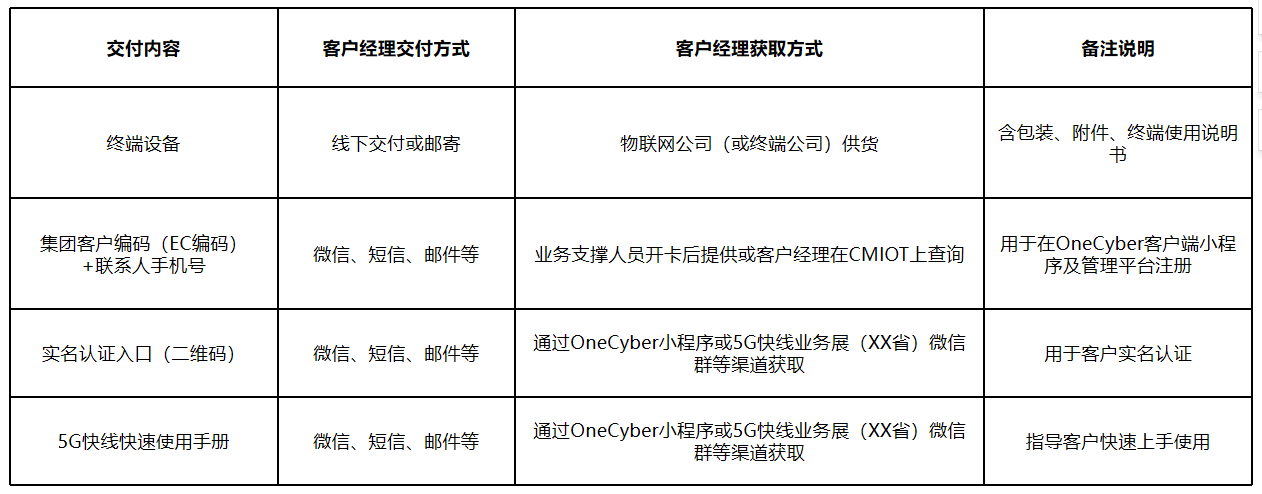 交付内容
客户经理交付方式
客户经理获取方式
备注说明
终端设备
线下交付或邮寄
物联网公司（或终端公司）供货
含包装、附件、终端使用说明
书
集团客户编码（EC编码）
+联系人手机号
微信、短信、邮件等
业务支撑人员开卡后提供或客户经理在CMIOT上查询
用于在OneCyber客户端小程
序及管理平台注册
实名认证入口（二维码）
微信、短信、邮件等
通过OneCyber小程序或5G快线业务展（XX省）微信
群等渠道获取
用于客户实名认证
5G快线快速使用手册
微信、短信、邮件等
通过OneCyber小程序或5G快线业务展（XX省）微信
群等渠道获取
指导客户快速上手使用